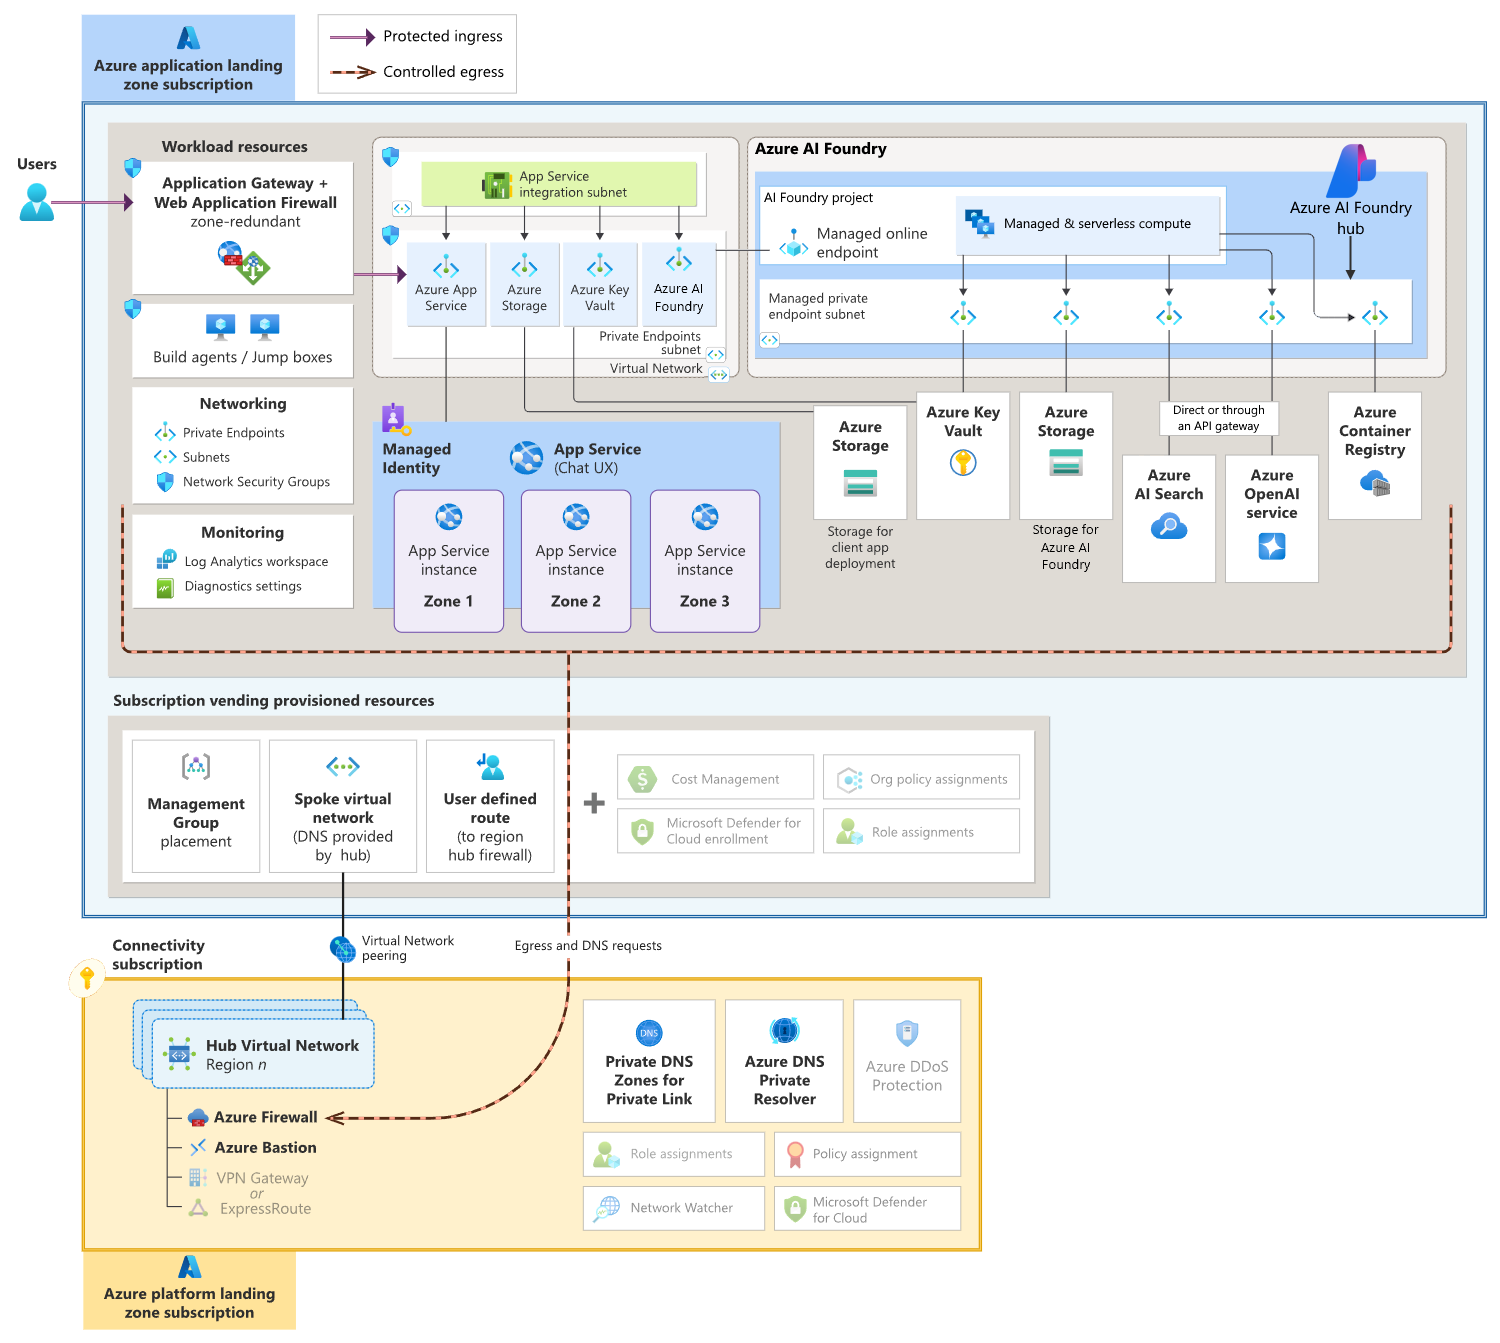 Azure application landing
zone subscription
Protected ingress
Controlled egress
Users
Workload resources
Application Gateway +
Web Application Firewall
zone-redundant
Build agents / Jump boxes
Networking
Private Endpoints
Subnets
Network Security Groups
Monitoring
Log Analytics workspace
Diagnostics settings
App Service
integration subnet
Azure App
Service
Azure
Storage
Azure Key
Vault
Azure AI
Foundry
Private Endpoints
subnet
Virtual Network
Azure AI Foundry
Azure AI Foundry
hub
AI Foundry project
Managed online
endpoint
Managed & serverless compute
Managed private
endpoint subnet
Managed
Identity
App Service
(Chat UX)
App Service
instance
Zone 1
App Service
instance
Zone 2
App Service
instance
Zone 3
Azure
Storage
Storage for
client app
deployment
Azure Key
Vault
Azure
Storage
Storage for
Azure AI
Foundry
Direct or through
an API gateway
Azure
AI Search
Azure
OpenAI
service
Azure
Container
Registry
Subscription vending provisioned resources
Management
Group
placement
Spoke virtual
network
(DNS provided
by hub)
User defined
route
(to region
hub firewall)
+
Cost Management
Org policy assignments
Microsoft Defender for
Cloud enrollment
Role assignments
Connectivity
subscription
Virtual Network
peering
Egress and DNS requests
Hub Virtual Network
Region n
Azure Firewall
Azure Bastion
VPN Gateway
or
ExpressRoute
DNS
Private DNS
Zones for
Private Link
Azure DNS
Private
Resolver
Azure DDoS
Protection
Role assignments
Policy assignment
Network Watcher
Microsoft Defender
for Cloud
Azure platform landing
zone subscription